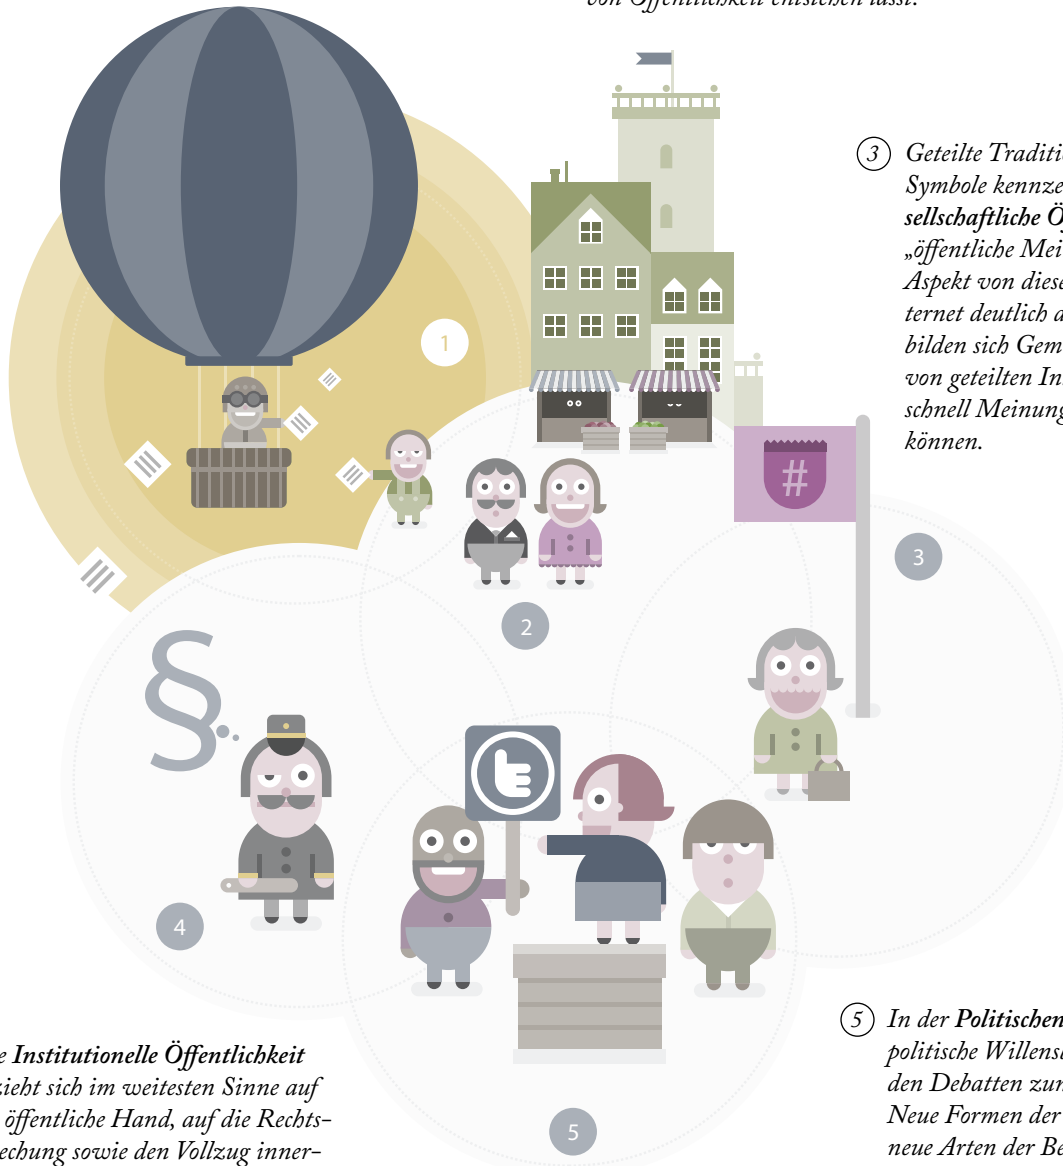 von Öffentlichkeit entstehen lässt.
3 Geteilte Traditi
Symbole kennze
sellschaftliche Ö
„öffentliche Mei
Aspekt von diese
ternet deutlich a
bilden sich Gem
von geteilten In
schnell Meinung
können.
1
#
3
2
§
4
5
e Institutionelle Öffentlichkeit
zieht sich im weitesten Sinne auf
öffentliche Hand, auf die Rechts-
echung sowie den Vollzug inner-
5 In der Politischen
politische Willens
den Debatten zun
Neue Formen der
neue Arten der Be